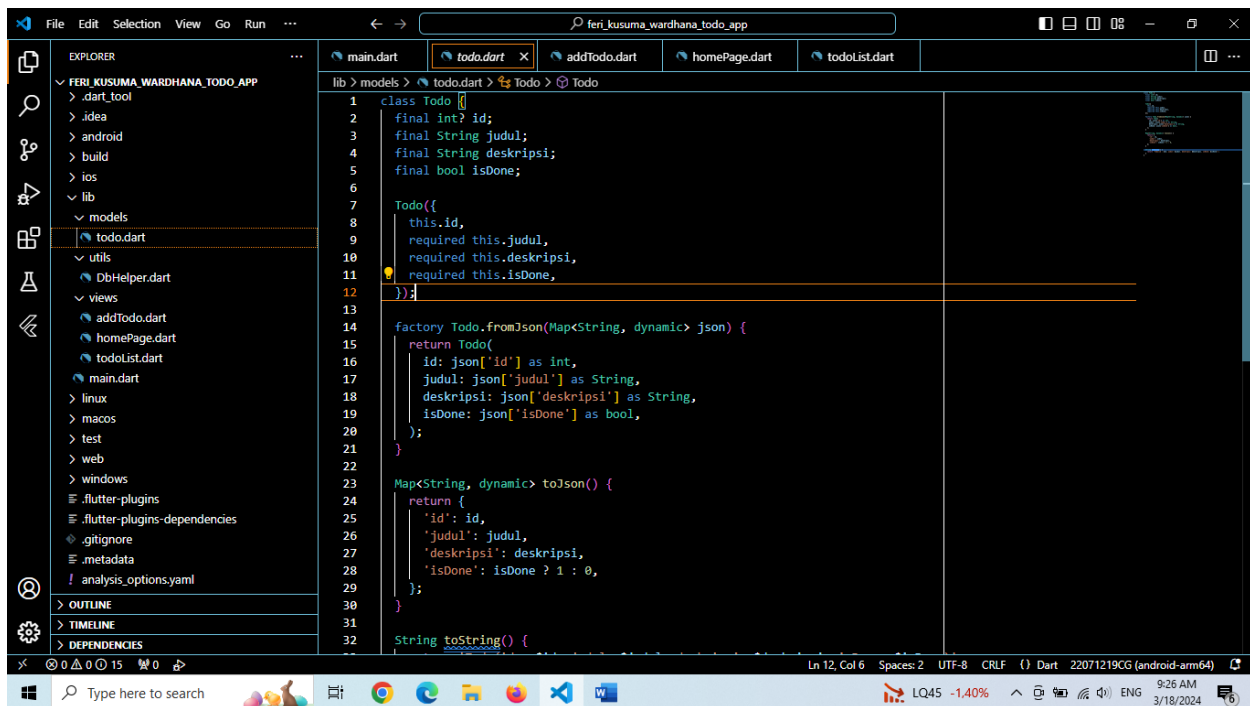 File Edit Selection View Go Run ···
feri_kusuma_wardhana_todo_app
EXPLORER
FERI_KUSUMA_WARDHANA_TODO_APP
.dart_tool
.idea
android
build
ios
lib
models
todo.dart
utils
DbHelper.dart
views
addTodo.dart
homePage.dart
todoList.dart
main.dart
linux
macos
test
web
windows
.flutter-plugins
.flutter-plugins-dependencies
.gitignore
.metadata
analysis_options.yaml
OUTLINE
TIMELINE
DEPENDENCIES
main.dart todo.dart addTodo.dart homePage.dart todoList.dart
lib > models > todo.dart > Todo > Todo
1 class Todo {
2 final int? id;
3 final String judul;
4 final String deskripsi;
5 final bool isDone;
6
7 Todo({
8 this.id,
9 required this.judul,
10 required this.deskripsi,
11 required this.isDone,
12 });
13
14 factory Todo.fromJson(Map<String, dynamic> json) {
15 return Todo(
16 id: json['id'] as int,
17 judul: json['judul'] as String,
18 deskripsi: json['deskripsi'] as String,
19 isDone: json['isDone'] as bool,
20 );
21 }
22
23 Map<String, dynamic> toJson() {
24 return {
25 'id': id,
26 'judul': judul,
27 'deskripsi': deskripsi,
28 'isDone': isDone ? 1 : 0,
29 };
30 }
31
32 String toString() {
0 0 15 0 Ln 12, Col 6 Spaces: 2 UTF-8 CRLF {} Dart 22071219CG (android-arm64)
Type here to search LQ45 -1,40% ENG 9:26 AM
3/18/2024 6